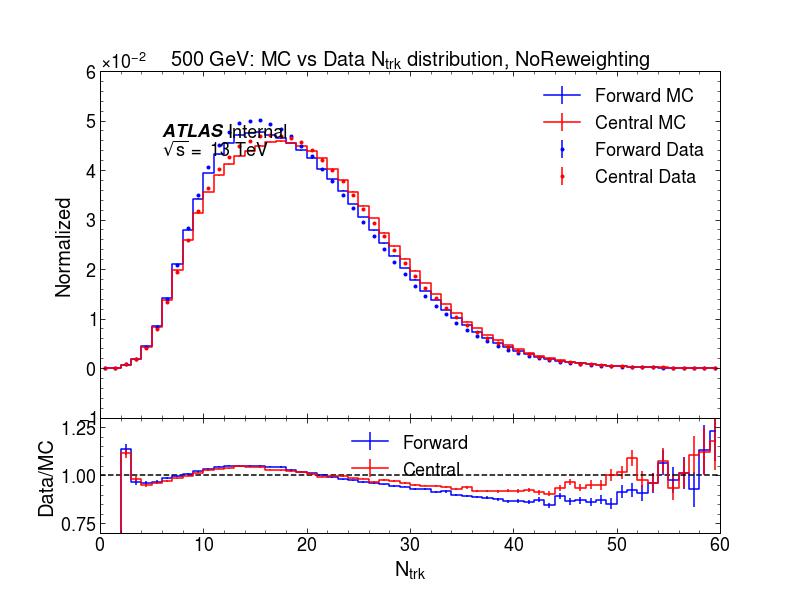 ×10⁻² 500 GeV: MC vs Data Ntrk distribution, NoReweighting
6
5
4
3
2
1
0
−1
Normalized
ATLAS Internal
√s = 13 TeV
Forward MC
Central MC
Forward Data
Central Data
1.25
1.00
0.75
Data/MC
Forward
Central
0 10 20 30 40 50 60
Ntrk